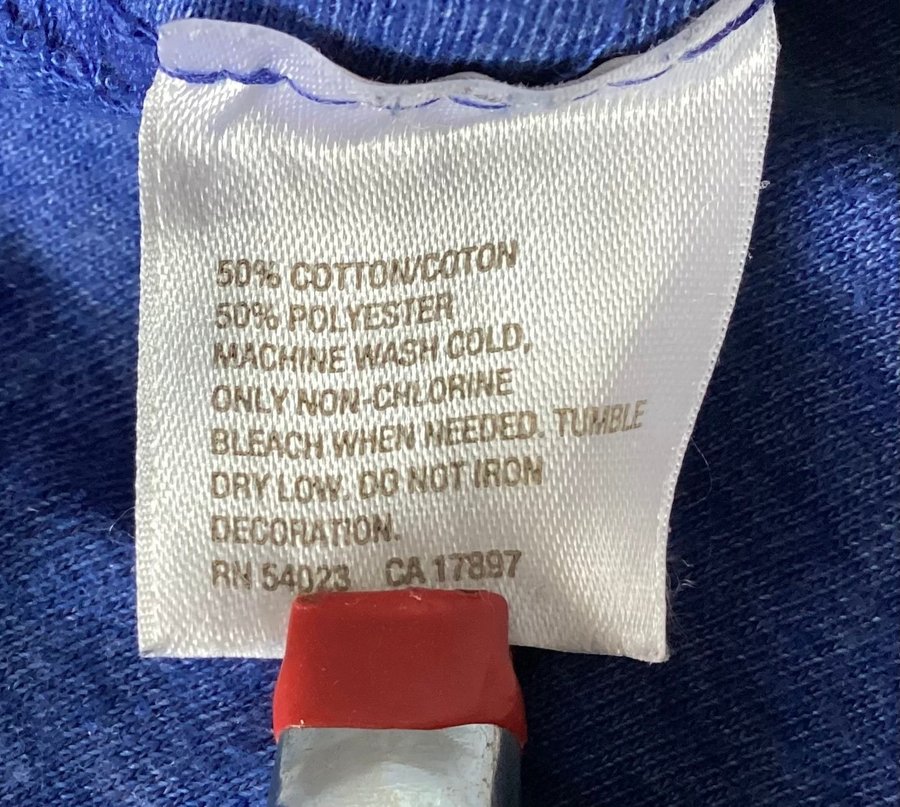 50% COTTON/COTON
50% POLYESTER
MACHINE WASH COLD,
ONLY NON-CHLORINE
BLEACH WHEN NEEDED. TUMBLE
DRY LOW. DO NOT IRON
DECORATION.
RN 54023 CA 17897